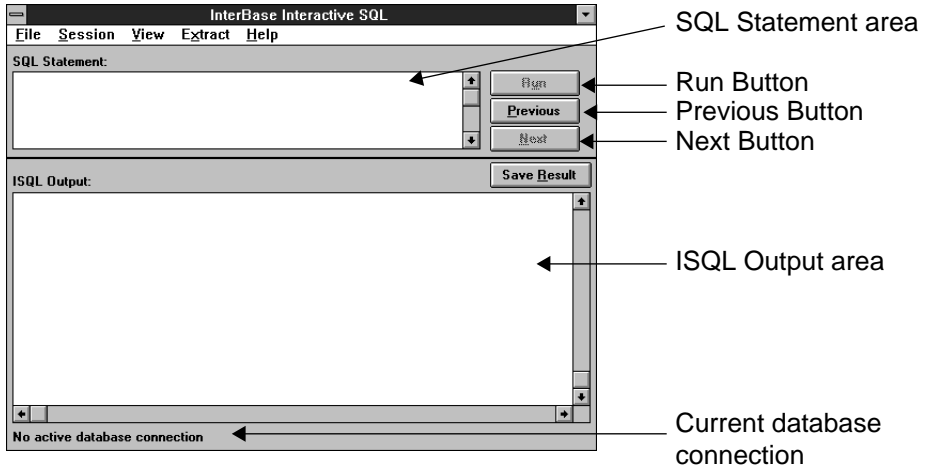 InterBase Interactive SQL
File Session View Extract Help
SQL Statement:
Run
Previous
Next
Save Result
ISQL Output:
No active database connection
SQL Statement area
Run Button
Previous Button
Next Button
ISQL Output area
Current database
connection